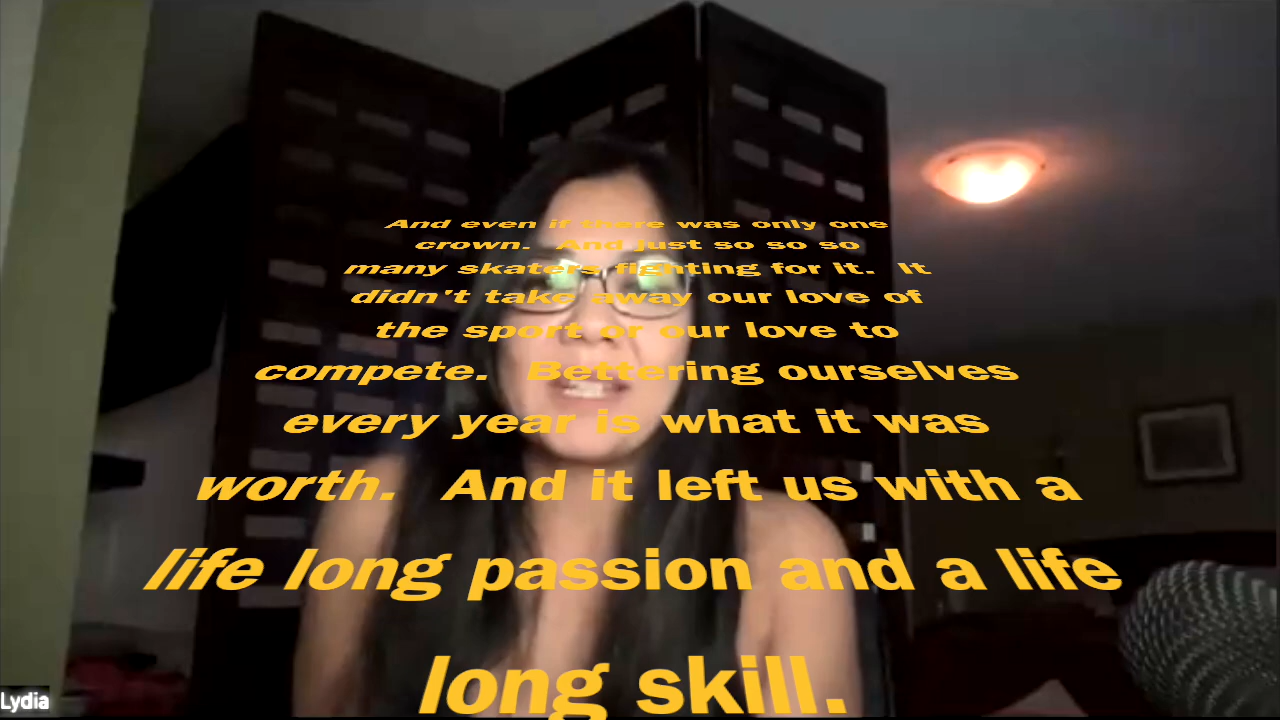 And even if there was only one
crown.  And just so so so
many skaters fighting for it.  It
didn't take away our love of
the sport or our love to
compete.  Bettering ourselves
every year is what it was
worth.  And it left us with a
life long passion and a life
long skill.
Lydia